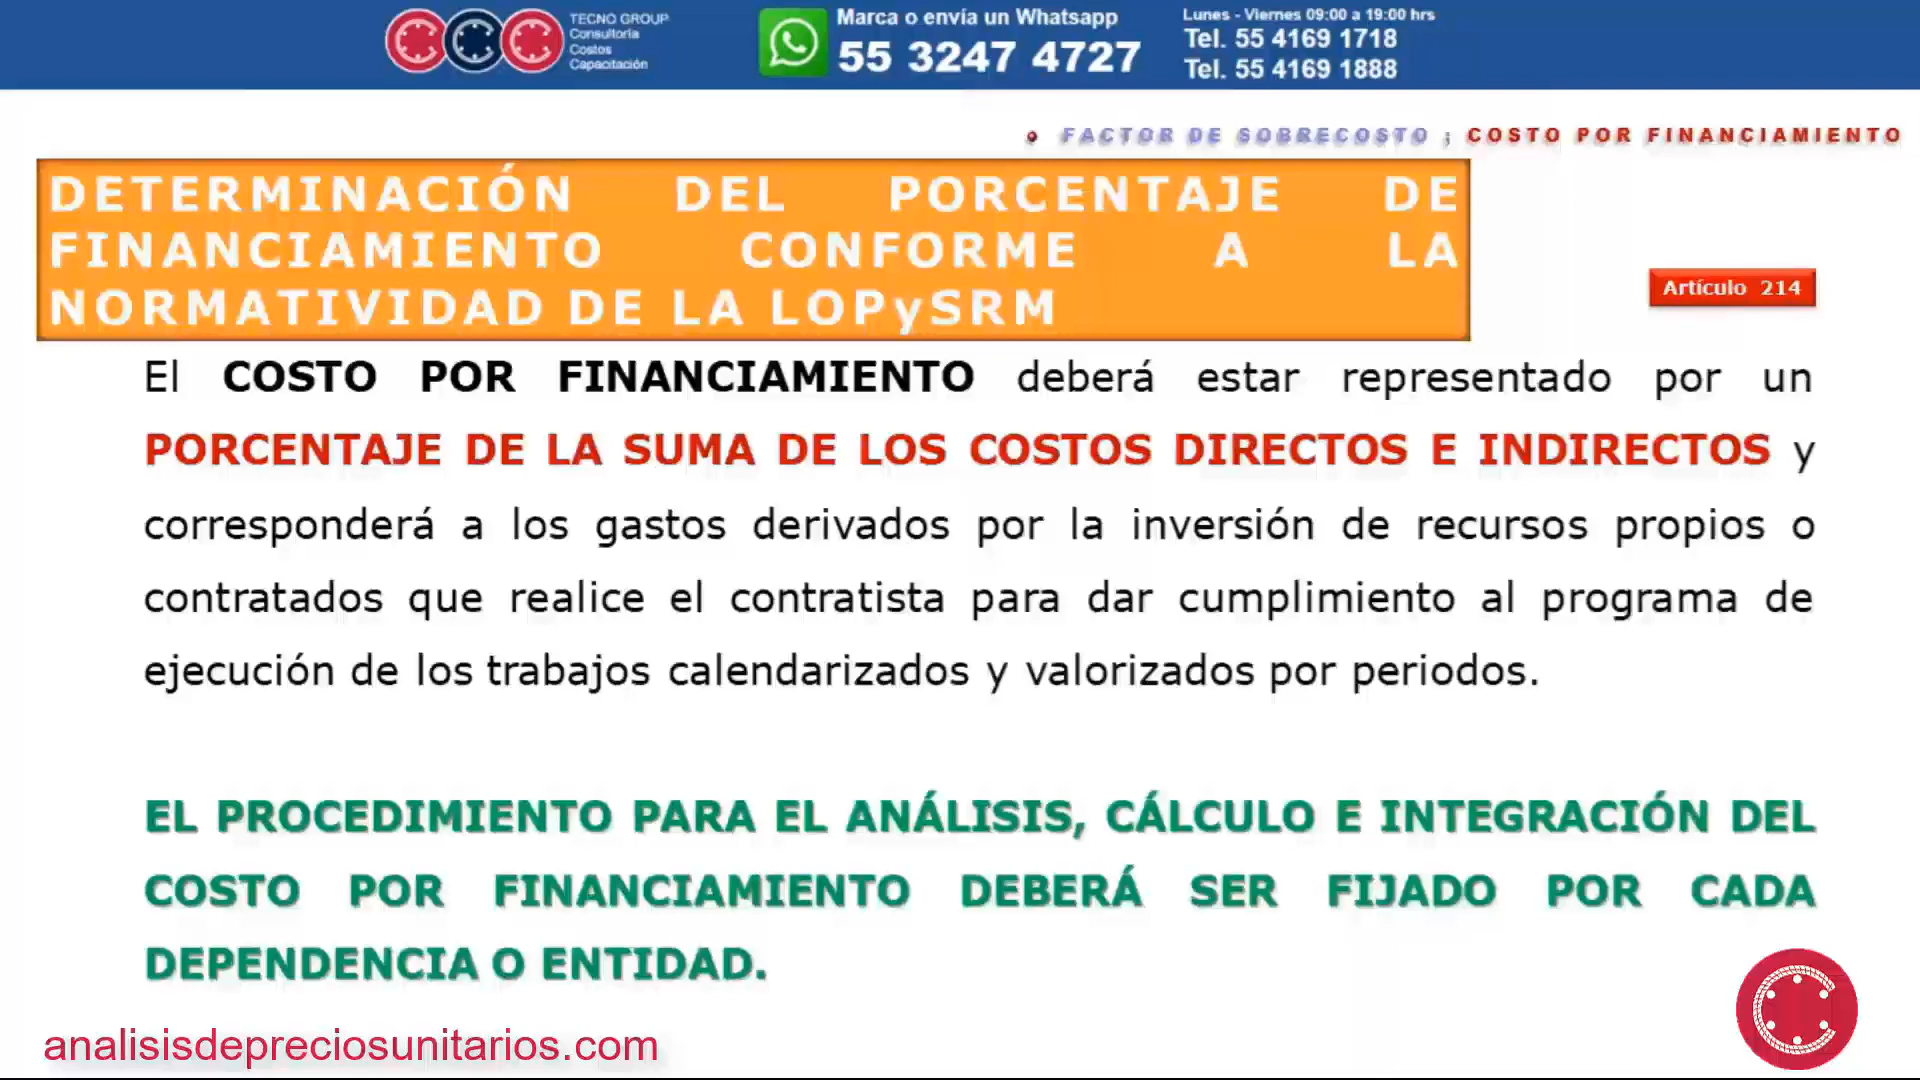 TECNO GROUP
Consultoría
Costos
Capacitación
Marca o envía un Whatsapp
55 3247 4727
Lunes - Viernes 09:00 a 19:00 hrs
Tel. 55 4169 1718
Tel. 55 4169 1888
• FACTOR DE SOBRECOSTO ; COSTO POR FINANCIAMIENTO
DETERMINACIÓN DEL PORCENTAJE DE
FINANCIAMIENTO CONFORME A LA
NORMATIVIDAD DE LA LOPySRM
Artículo 214
El COSTO POR FINANCIAMIENTO deberá estar representado por un
PORCENTAJE DE LA SUMA DE LOS COSTOS DIRECTOS E INDIRECTOS y
corresponderá a los gastos derivados por la inversión de recursos propios o
contratados que realice el contratista para dar cumplimiento al programa de
ejecución de los trabajos calendarizados y valorizados por periodos.
EL PROCEDIMIENTO PARA EL ANÁLISIS, CÁLCULO E INTEGRACIÓN DEL
COSTO POR FINANCIAMIENTO DEBERÁ SER FIJADO POR CADA
DEPENDENCIA O ENTIDAD.
analisisdepreciosunitarios.com